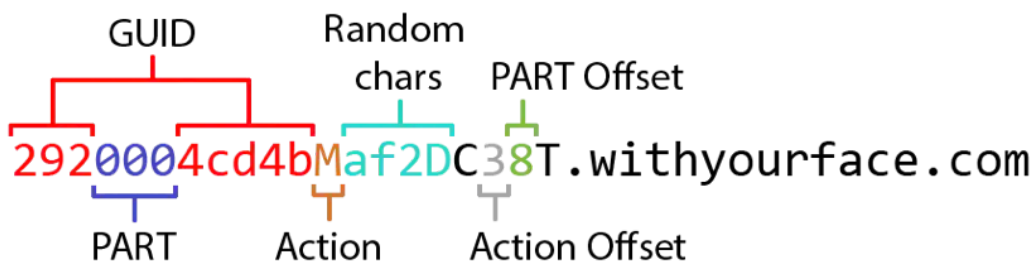 GUID
Random
chars
PART Offset
2920004cd4bMaf2DC38T.withyourface.com
PART
Action
Action Offset